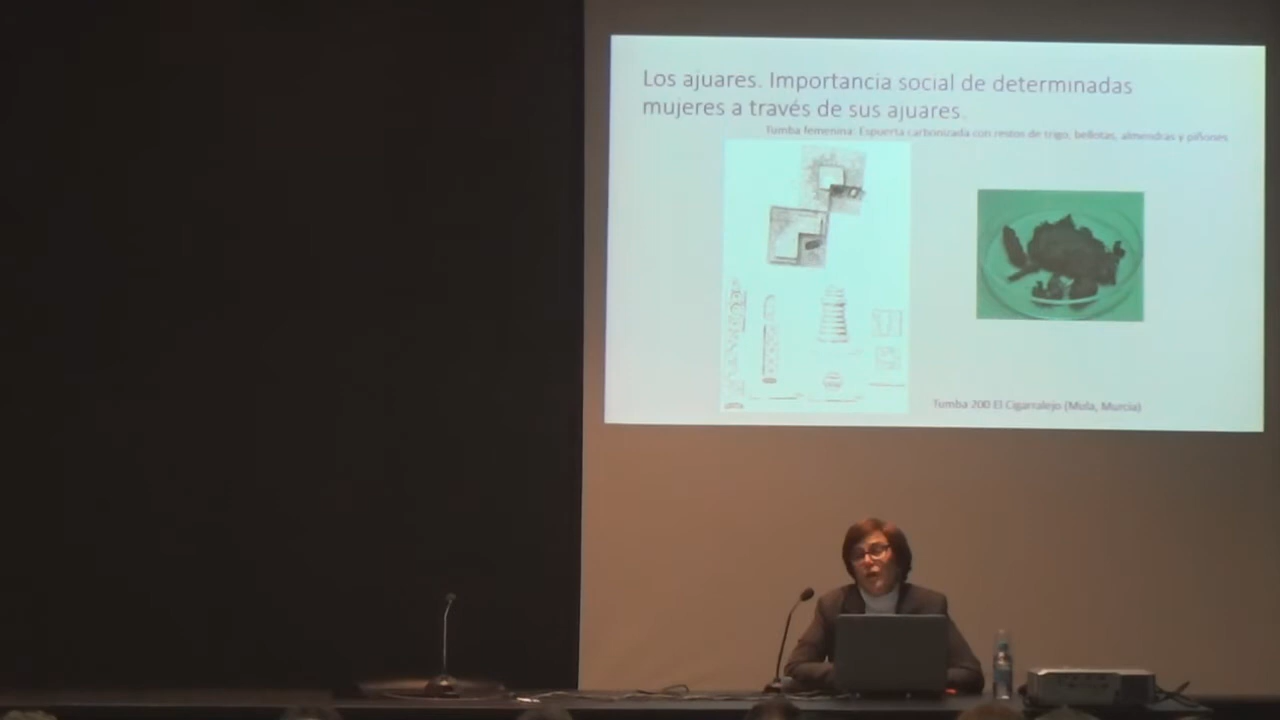 Los ajuares. Importancia social de determinadas
mujeres a través de sus ajuares.
Tumba femenina: Espuerta carbonizada con restos de trigo, bellotas, almendras y piñones
Tumba 200 El Cigarralejo (Mula, Murcia)